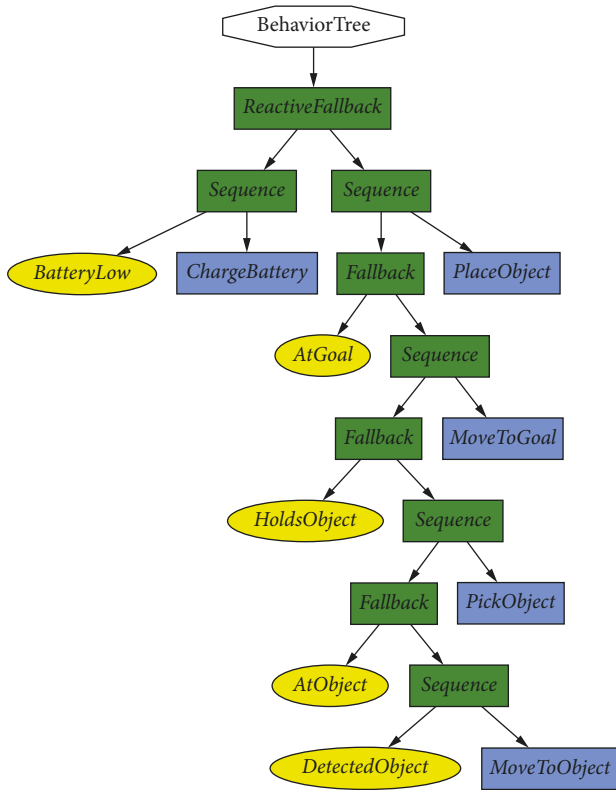 BehaviorTree
ReactiveFallback
Sequence
Sequence
BatteryLow
ChargeBattery
Fallback
PlaceObject
AtGoal
Sequence
Fallback
MoveToGoal
HoldsObject
Sequence
Fallback
PickObject
AtObject
Sequence
DetectedObject
MoveToObject